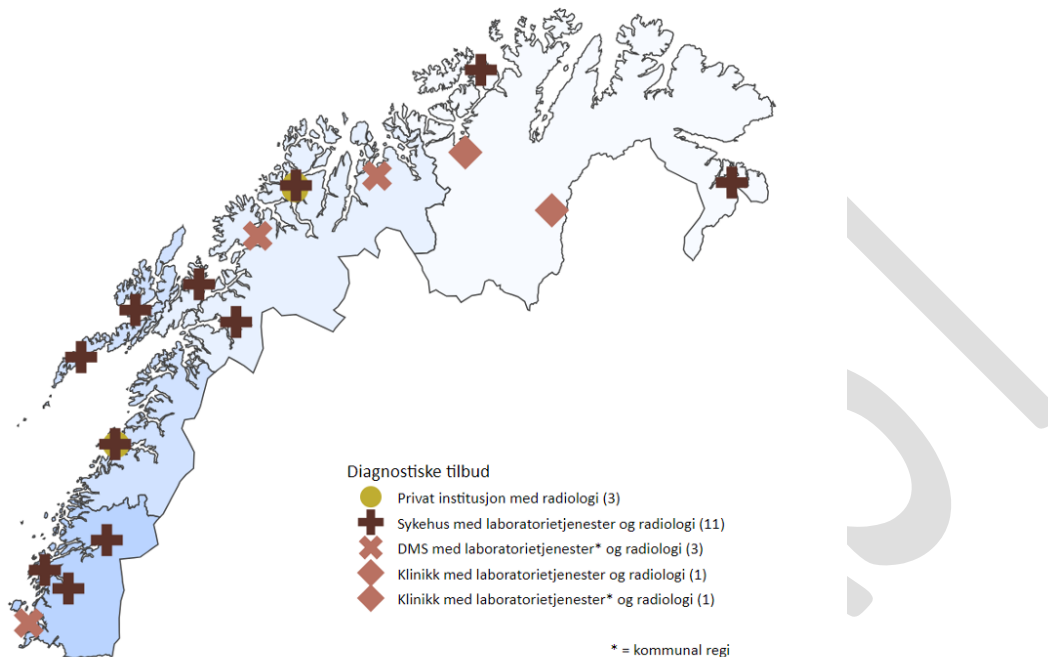 Diagnostiske tilbud
Privat institusjon med radiologi (3)
Sykehus med laboratorietjenester og radiologi (11)
DMS med laboratorietjenester* og radiologi (3)
Klinikk med laboratorietjenester og radiologi (1)
Klinikk med laboratorietjenester* og radiologi (1)
* = kommunal regi